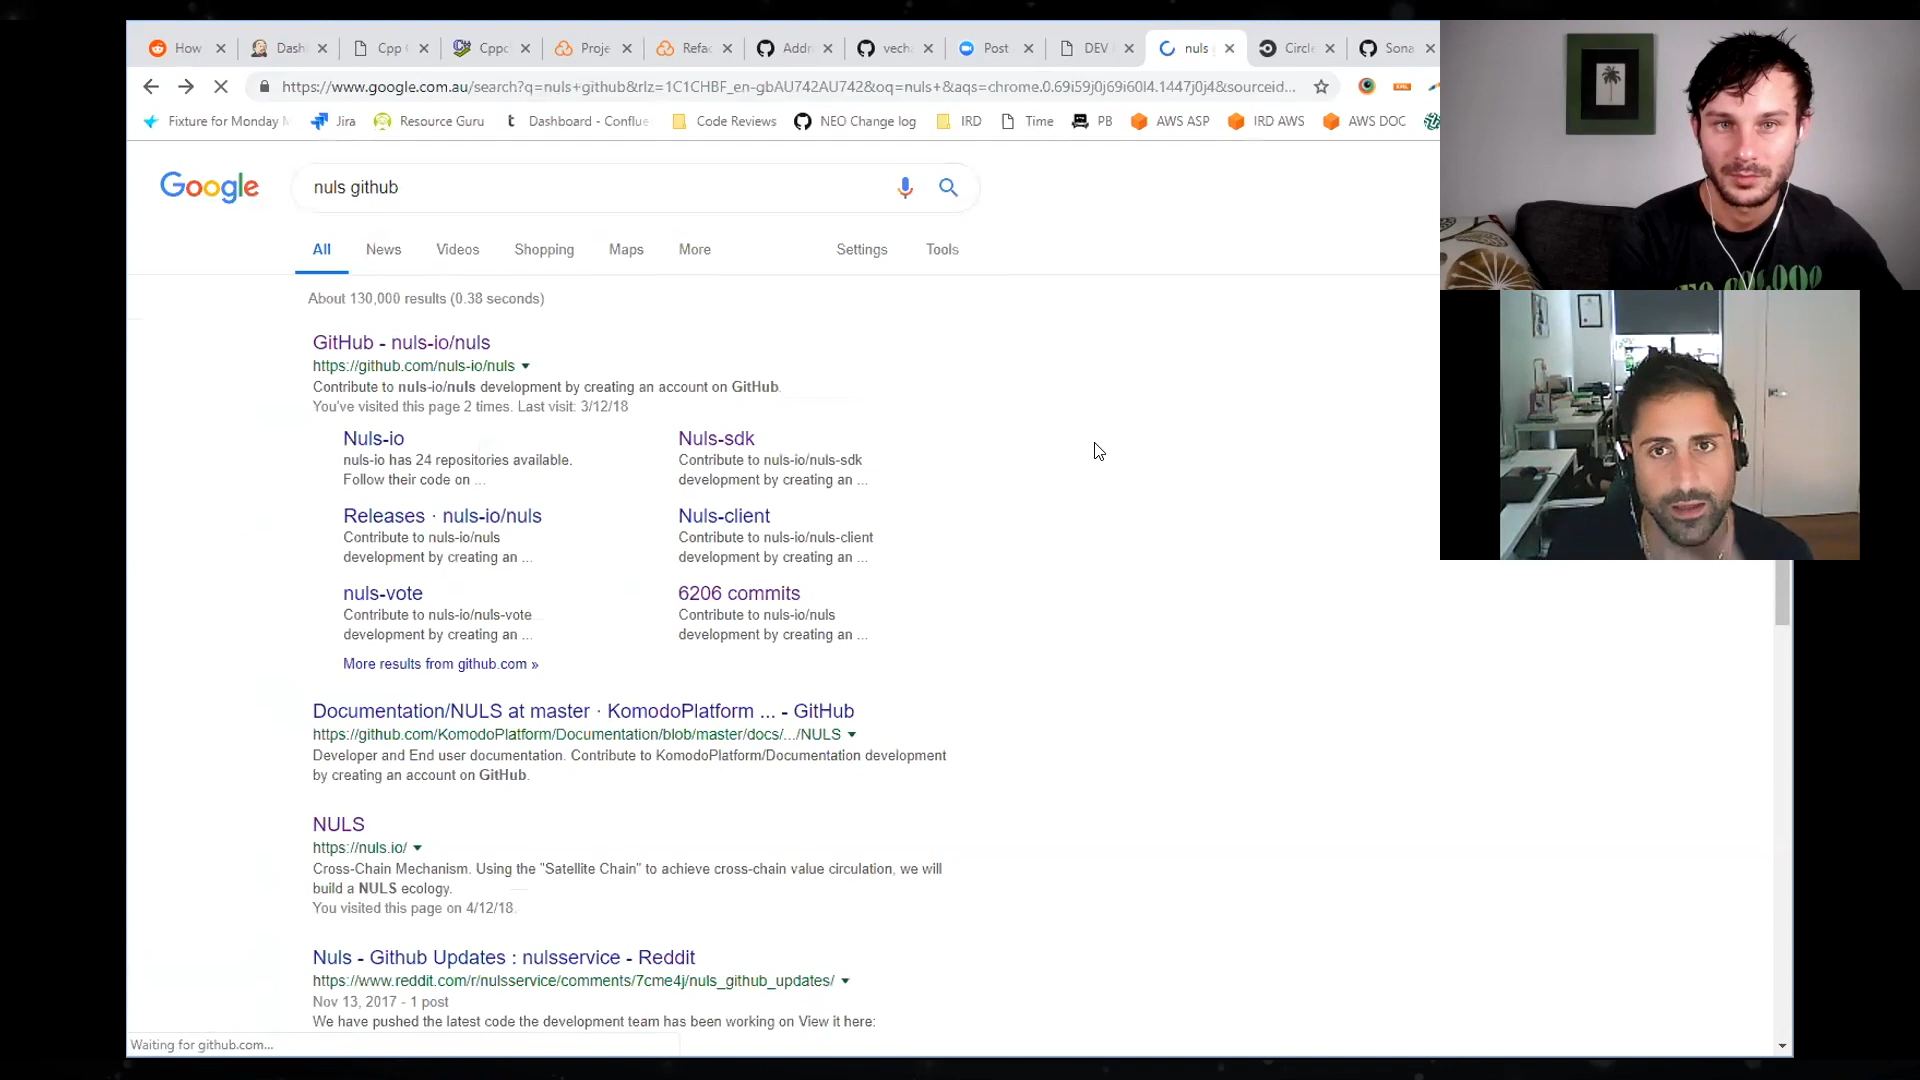 How
Dash
Cpp
Cppc
Proje
Refac
Addr
vech
Post
DEV
nuls
Circle
Sona
https://www.google.com.au/search?q=nuls+github&rlz=1C1CHBF_en-gbAU742AU742&oq=nuls+&aqs=chrome.0.69i59j0j69i60l4.1447j0j4&sourceid...
Fixture for Monday
Jira
Resource Guru
Dashboard - Conflue
Code Reviews
NEO Change log
IRD
Time
PB
AWS ASP
IRD AWS
AWS DOC
Google
nuls github
All
News
Videos
Shopping
Maps
More
Settings
Tools
About 130,000 results (0.38 seconds)
GitHub - nuls-io/nuls
https://github.com/nuls-io/nuls
Contribute to nuls-io/nuls development by creating an account on GitHub.
You've visited this page 2 times. Last visit: 3/12/18
Nuls-io
nuls-io has 24 repositories available.
Follow their code on ...
Nuls-sdk
Contribute to nuls-io/nuls-sdk
development by creating an ...
Releases · nuls-io/nuls
Contribute to nuls-io/nuls
development by creating an ...
Nuls-client
Contribute to nuls-io/nuls-client
development by creating an ...
nuls-vote
Contribute to nuls-io/nuls-vote
development by creating an ...
6206 commits
Contribute to nuls-io/nuls
development by creating an ...
More results from github.com »
Documentation/NULS at master · KomodoPlatform ... - GitHub
https://github.com/KomodoPlatform/Documentation/blob/master/docs/.../NULS
Developer and End user documentation. Contribute to KomodoPlatform/Documentation development
by creating an account on GitHub.
NULS
https://nuls.io/
Cross-Chain Mechanism. Using the "Satellite Chain" to achieve cross-chain value circulation, we will
build a NULS ecology.
You visited this page on 4/12/18.
Nuls - Github Updates : nulsservice - Reddit
https://www.reddit.com/r/nulsservice/comments/7cme4j/nuls_github_updates/
Nov 13, 2017 - 1 post
We have pushed the latest code the development team has been working on View it here:
Waiting for github.com...